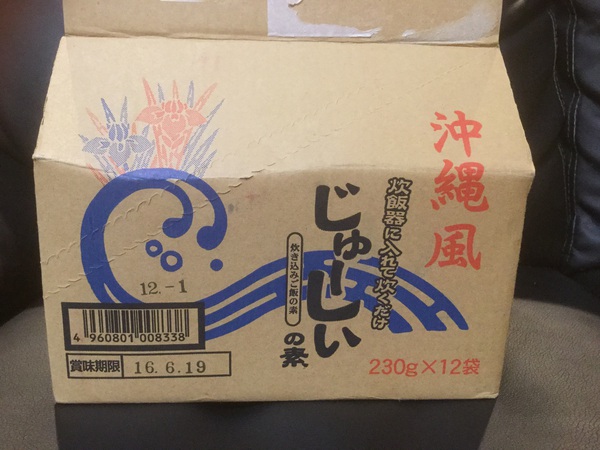 沖縄風
炊飯器に入れて炊くだけ
じゅーしぃの素
炊き込みご飯の素
230g×12袋
12.-1
4 960801 008338
賞味期限 16.6.19